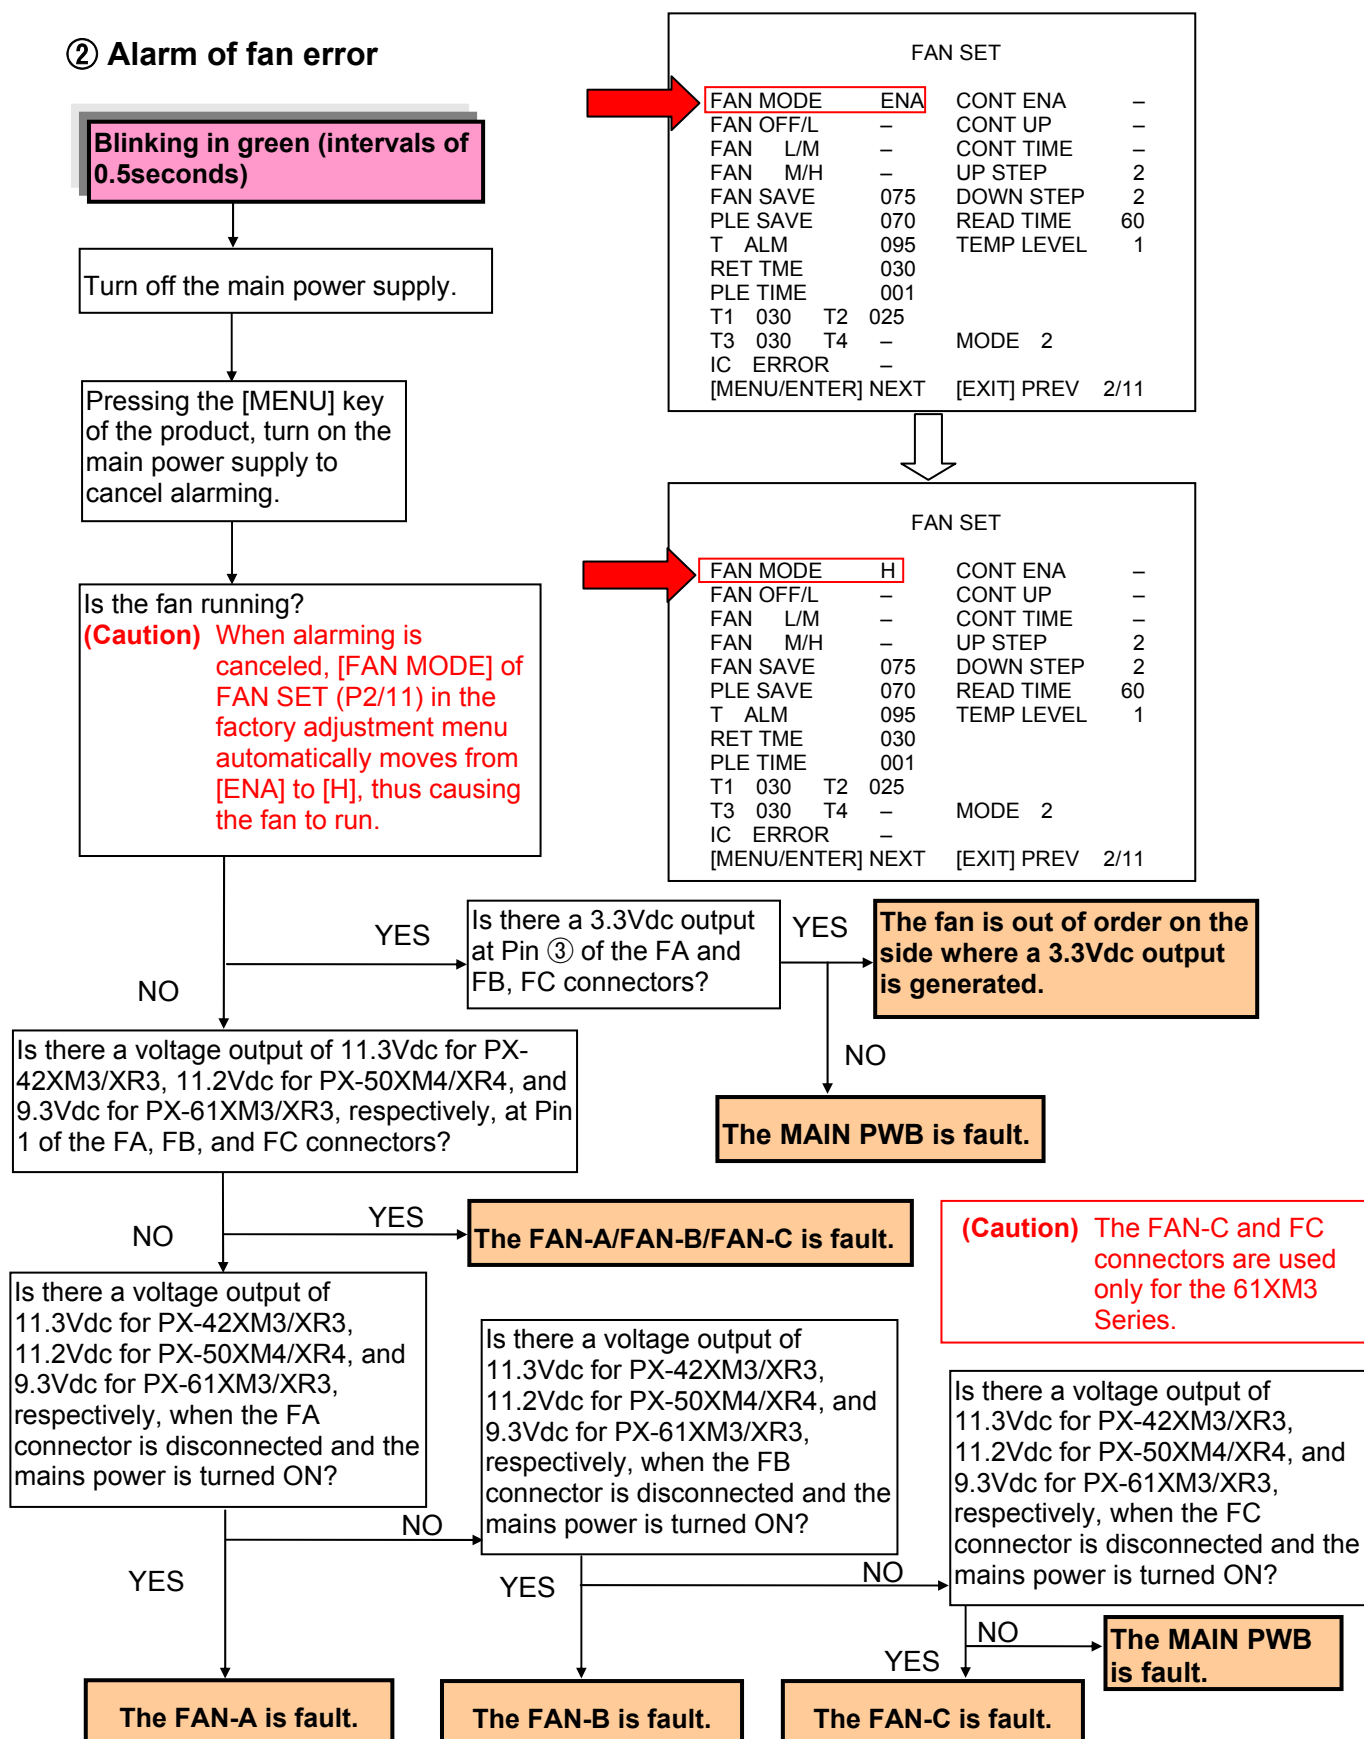 ② Alarm of fan error
Blinking in green (intervals of
0.5seconds)
Turn off the main power supply.
Pressing the [MENU] key
of the product, turn on the
main power supply to
cancel alarming.
Is the fan running?
(Caution) When alarming is
canceled, [FAN MODE] of
FAN SET (P2/11) in the
factory adjustment menu
automatically moves from
[ENA] to [H], thus causing
the fan to run.
FAN SET
FAN MODE ENA CONT ENA –
FAN OFF/L – CONT UP –
FAN L/M – CONT TIME –
FAN M/H – UP STEP 2
FAN SAVE 075 DOWN STEP 2
PLE SAVE 070 READ TIME 60
T ALM 095 TEMP LEVEL 1
RET TME 030
PLE TIME 001
T1 030 T2 025
T3 030 T4 – MODE 2
IC ERROR –
[MENU/ENTER] NEXT [EXIT] PREV 2/11
FAN SET
FAN MODE H CONT ENA –
FAN OFF/L – CONT UP –
FAN L/M – CONT TIME –
FAN M/H – UP STEP 2
FAN SAVE 075 DOWN STEP 2
PLE SAVE 070 READ TIME 60
T ALM 095 TEMP LEVEL 1
RET TME 030
PLE TIME 001
T1 030 T2 025
T3 030 T4 – MODE 2
IC ERROR –
[MENU/ENTER] NEXT [EXIT] PREV 2/11
YES
Is there a 3.3Vdc output
at Pin ③ of the FA and
FB, FC connectors?
YES
The fan is out of order on the
side where a 3.3Vdc output
is generated.
NO
NO
The MAIN PWB is fault.
Is there a voltage output of 11.3Vdc for PX-
42XM3/XR3, 11.2Vdc for PX-50XM4/XR4, and
9.3Vdc for PX-61XM3/XR3, respectively, at Pin
1 of the FA, FB, and FC connectors?
YES
NO
The FAN-A/FAN-B/FAN-C is fault.
(Caution) The FAN-C and FC
connectors are used
only for the 61XM3
Series.
Is there a voltage output of
11.3Vdc for PX-42XM3/XR3,
11.2Vdc for PX-50XM4/XR4, and
9.3Vdc for PX-61XM3/XR3,
respectively, when the FA
connector is disconnected and the
mains power is turned ON?
NO
YES
Is there a voltage output of
11.3Vdc for PX-42XM3/XR3,
11.2Vdc for PX-50XM4/XR4, and
9.3Vdc for PX-61XM3/XR3,
respectively, when the FB
connector is disconnected and the
mains power is turned ON?
NO
YES
Is there a voltage output of
11.3Vdc for PX-42XM3/XR3,
11.2Vdc for PX-50XM4/XR4, and
9.3Vdc for PX-61XM3/XR3,
respectively, when the FC
connector is disconnected and the
mains power is turned ON?
NO
YES
The MAIN PWB
is fault.
The FAN-A is fault.
The FAN-B is fault.
The FAN-C is fault.